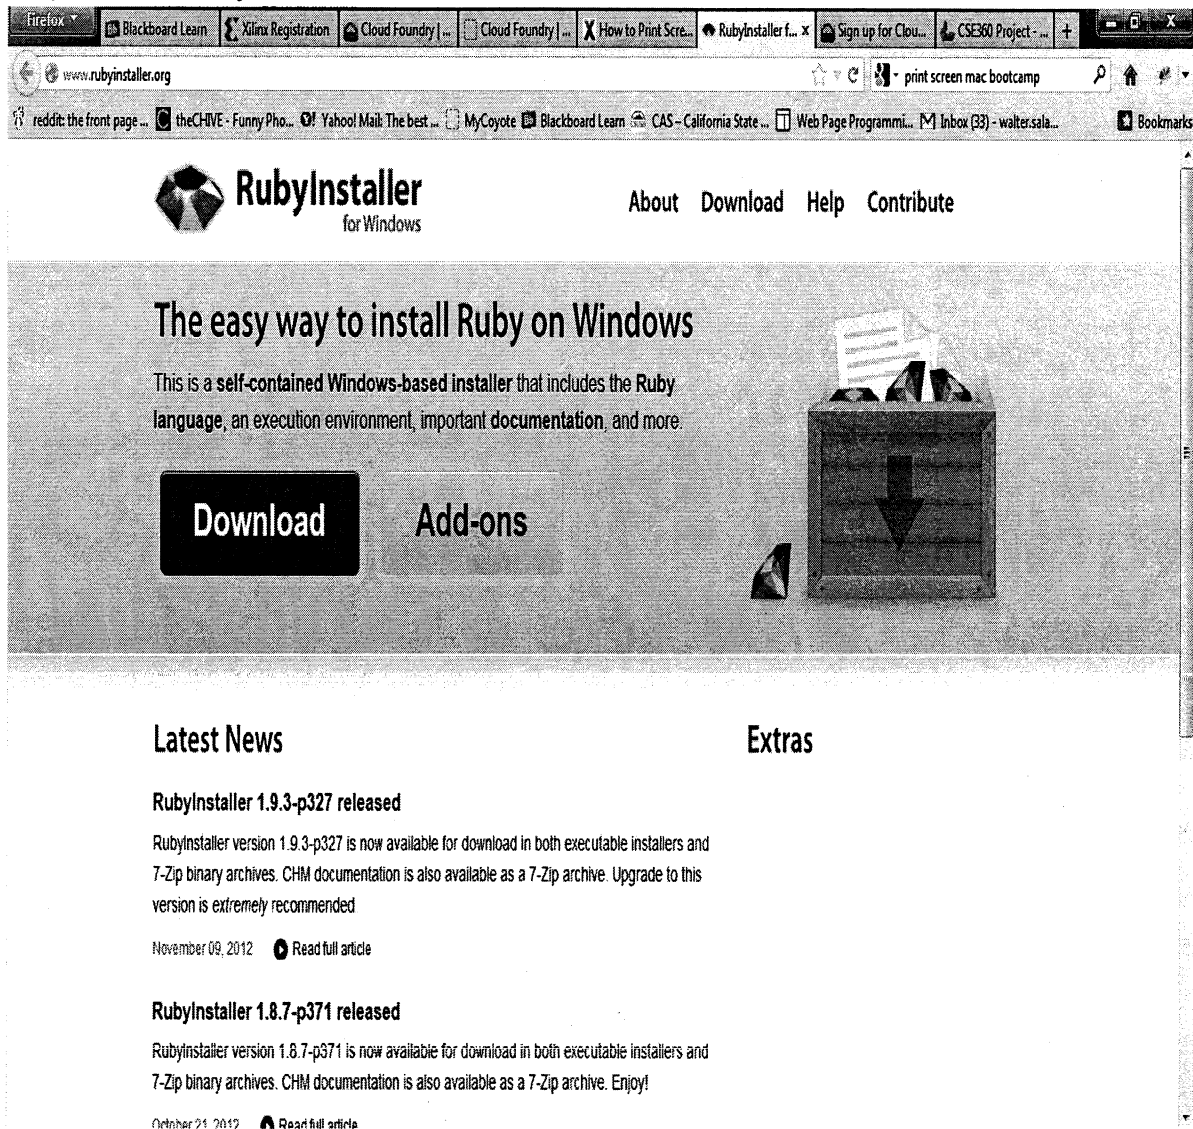 Firefox
Blackboard Learn
Xilinx Registration
Cloud Foundry | ...
Cloud Foundry | ...
How to Print Scre...
RubyInstaller f... x
Sign up for Clou...
CSE360 Project - ...
+
www.rubyinstaller.org
print screen mac bootcamp
reddit: the front page ...
theCHIVE - Funny Pho...
Yahoo! Mail: The best ...
MyCoyote
Blackboard Learn
CAS – California State ...
Web Page Programmi...
Inbox (33) - walter.sala...
Bookmarks
RubyInstaller
for Windows
About Download Help Contribute
The easy way to install Ruby on Windows
This is a self-contained Windows-based installer that includes the Ruby
language, an execution environment, important documentation, and more.
Download
Add-ons
Latest News
Extras
RubyInstaller 1.9.3-p327 released
RubyInstaller version 1.9.3-p327 is now available for download in both executable installers and
7-Zip binary archives. CHM documentation is also available as a 7-Zip archive. Upgrade to this
version is extremely recommended
November 09, 2012 Read full article
RubyInstaller 1.8.7-p371 released
RubyInstaller version 1.8.7-p371 is now available for download in both executable installers and
7-Zip binary archives. CHM documentation is also available as a 7-Zip archive. Enjoy!
October 21, 2012 Read full article